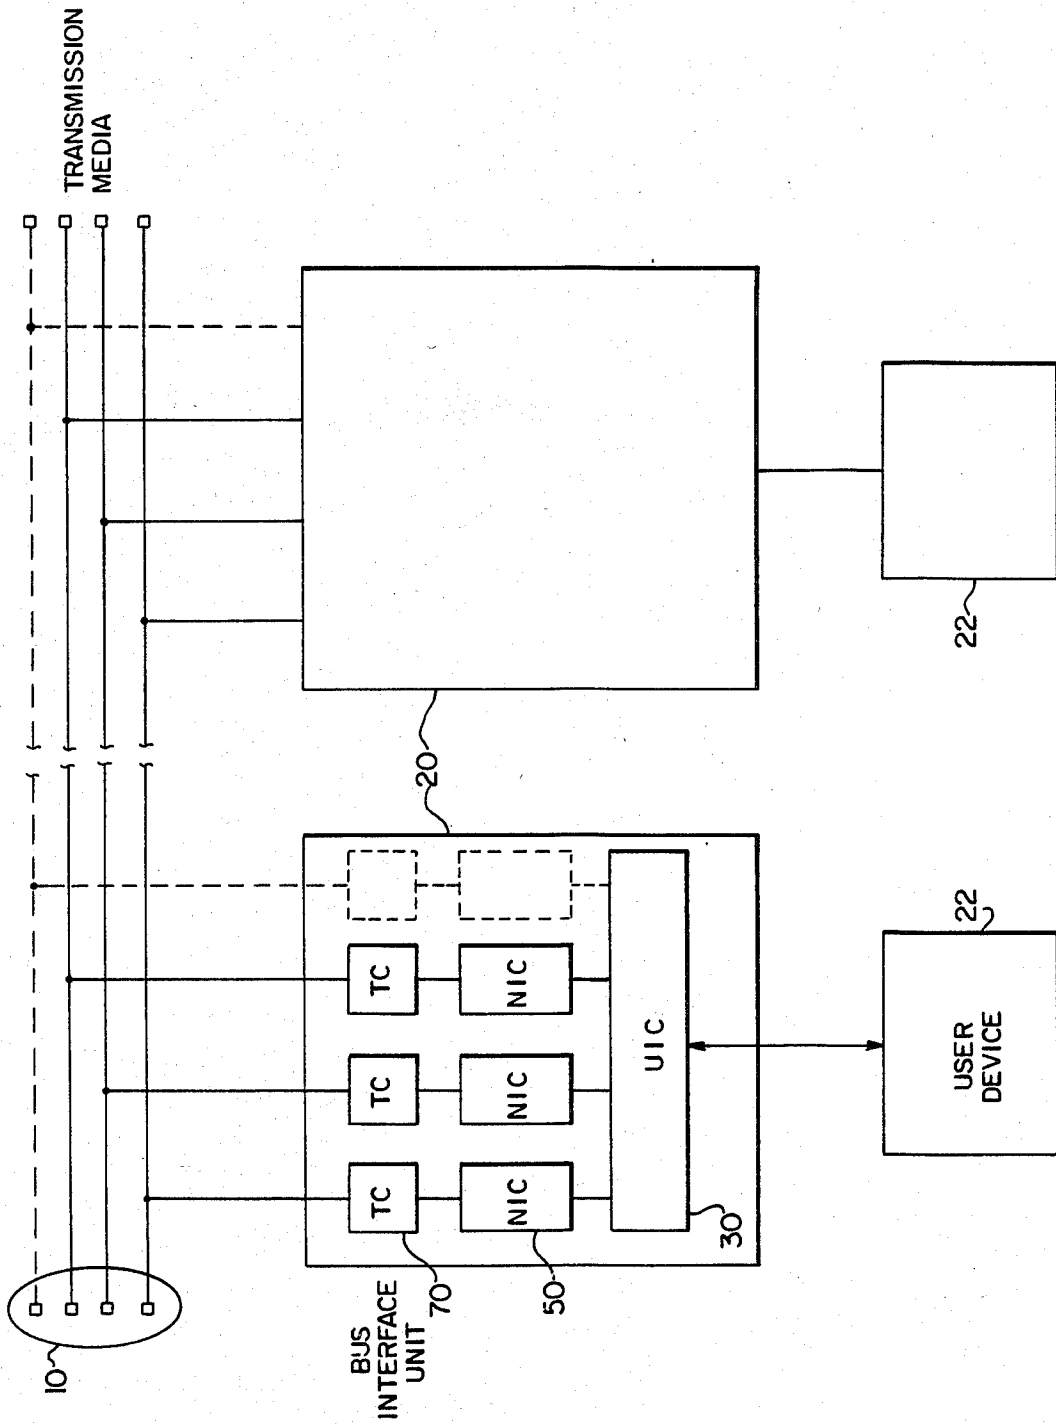 10
TRANSMISSION
MEDIA
BUS
INTERFACE
UNIT
70
TC
TC
TC
20
50
NIC
NIC
NIC
30
UIC
USER
DEVICE
22
22